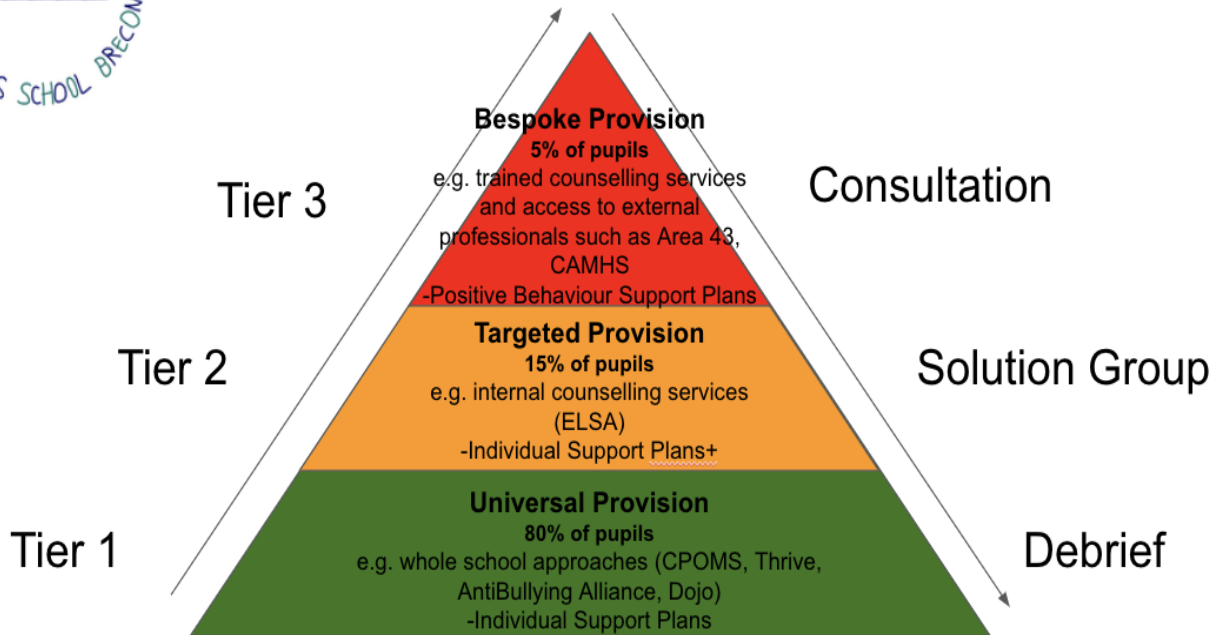 SCHOOL BRECON
Bespoke Provision
5% of pupils
e.g. trained counselling services
and access to external
professionals such as Area 43,
CAMHS
-Positive Behaviour Support Plans
Tier 3
Consultation
Targeted Provision
15% of pupils
e.g. internal counselling services
(ELSA)
-Individual Support Plans+
Tier 2
Solution Group
Universal Provision
80% of pupils
e.g. whole school approaches (CPOMS, Thrive,
AntiBullying Alliance, Dojo)
-Individual Support Plans
Tier 1
Debrief